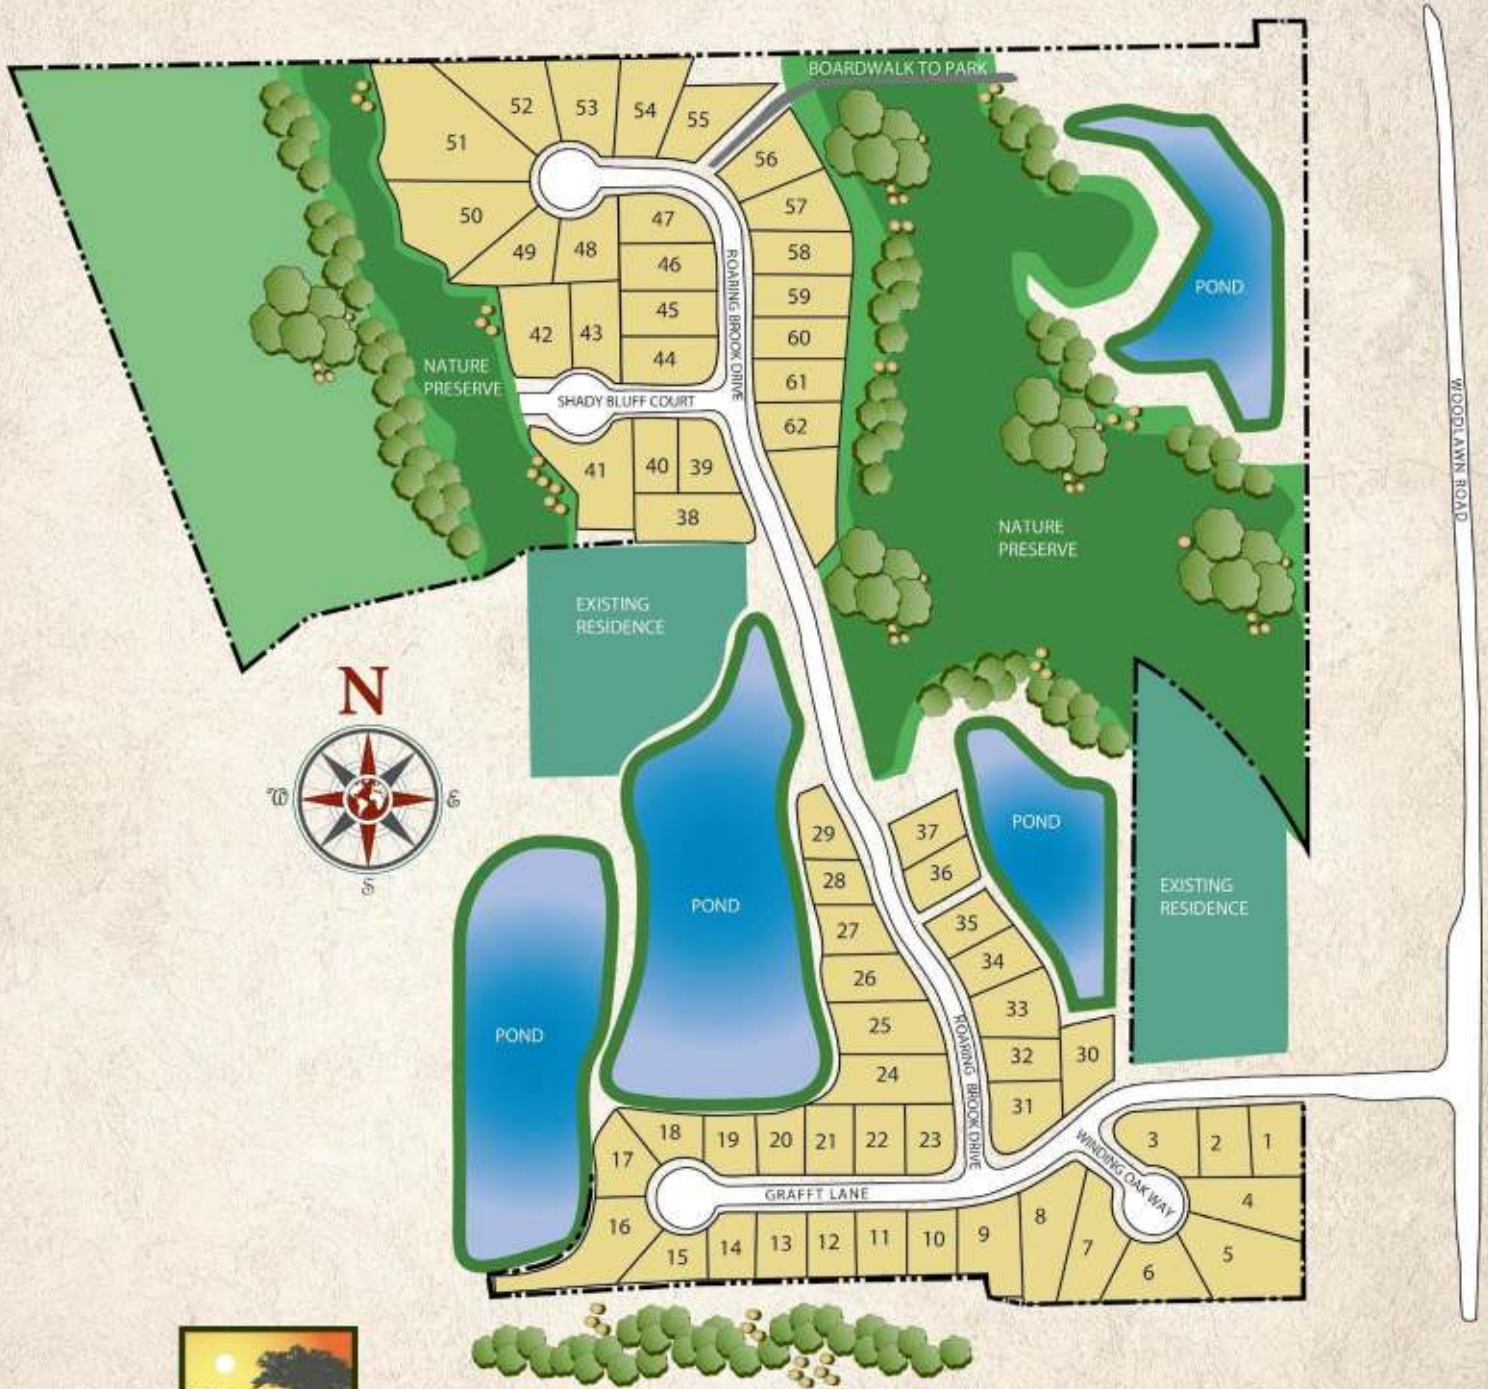 BOARDWALK TO PARK
52
53
54
55
51
56
50
47
57
49
48
46
58
45
59
42
43
44
60
61
62
ROARING BROOK DRIVE
POND
NATURE
PRESERVE
SHADY BLUFF COURT
41
40
39
38
WOODLAWN ROAD
NATURE
PRESERVE
EXISTING
RESIDENCE
N
W
E
S
POND
POND
POND
EXISTING
RESIDENCE
29
37
28
36
27
35
26
34
25
33
24
32
30
31
ROARING BROOK DRIVE
18
19
20
21
22
23
17
3
2
1
WINDING OAK WAY
GRAFFT LANE
16
15
14
13
12
11
10
9
8
7
6
5
4